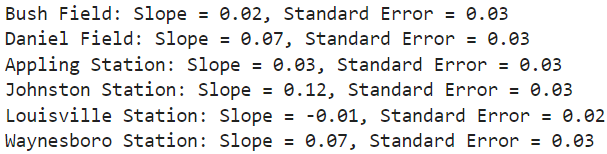 Bush Field: Slope = 0.02, Standard Error = 0.03
Daniel Field: Slope = 0.07, Standard Error = 0.03
Appling Station: Slope = 0.03, Standard Error = 0.03
Johnston Station: Slope = 0.12, Standard Error = 0.03
Louisville Station: Slope = -0.01, Standard Error = 0.02
Waynesboro Station: Slope = 0.07, Standard Error = 0.03